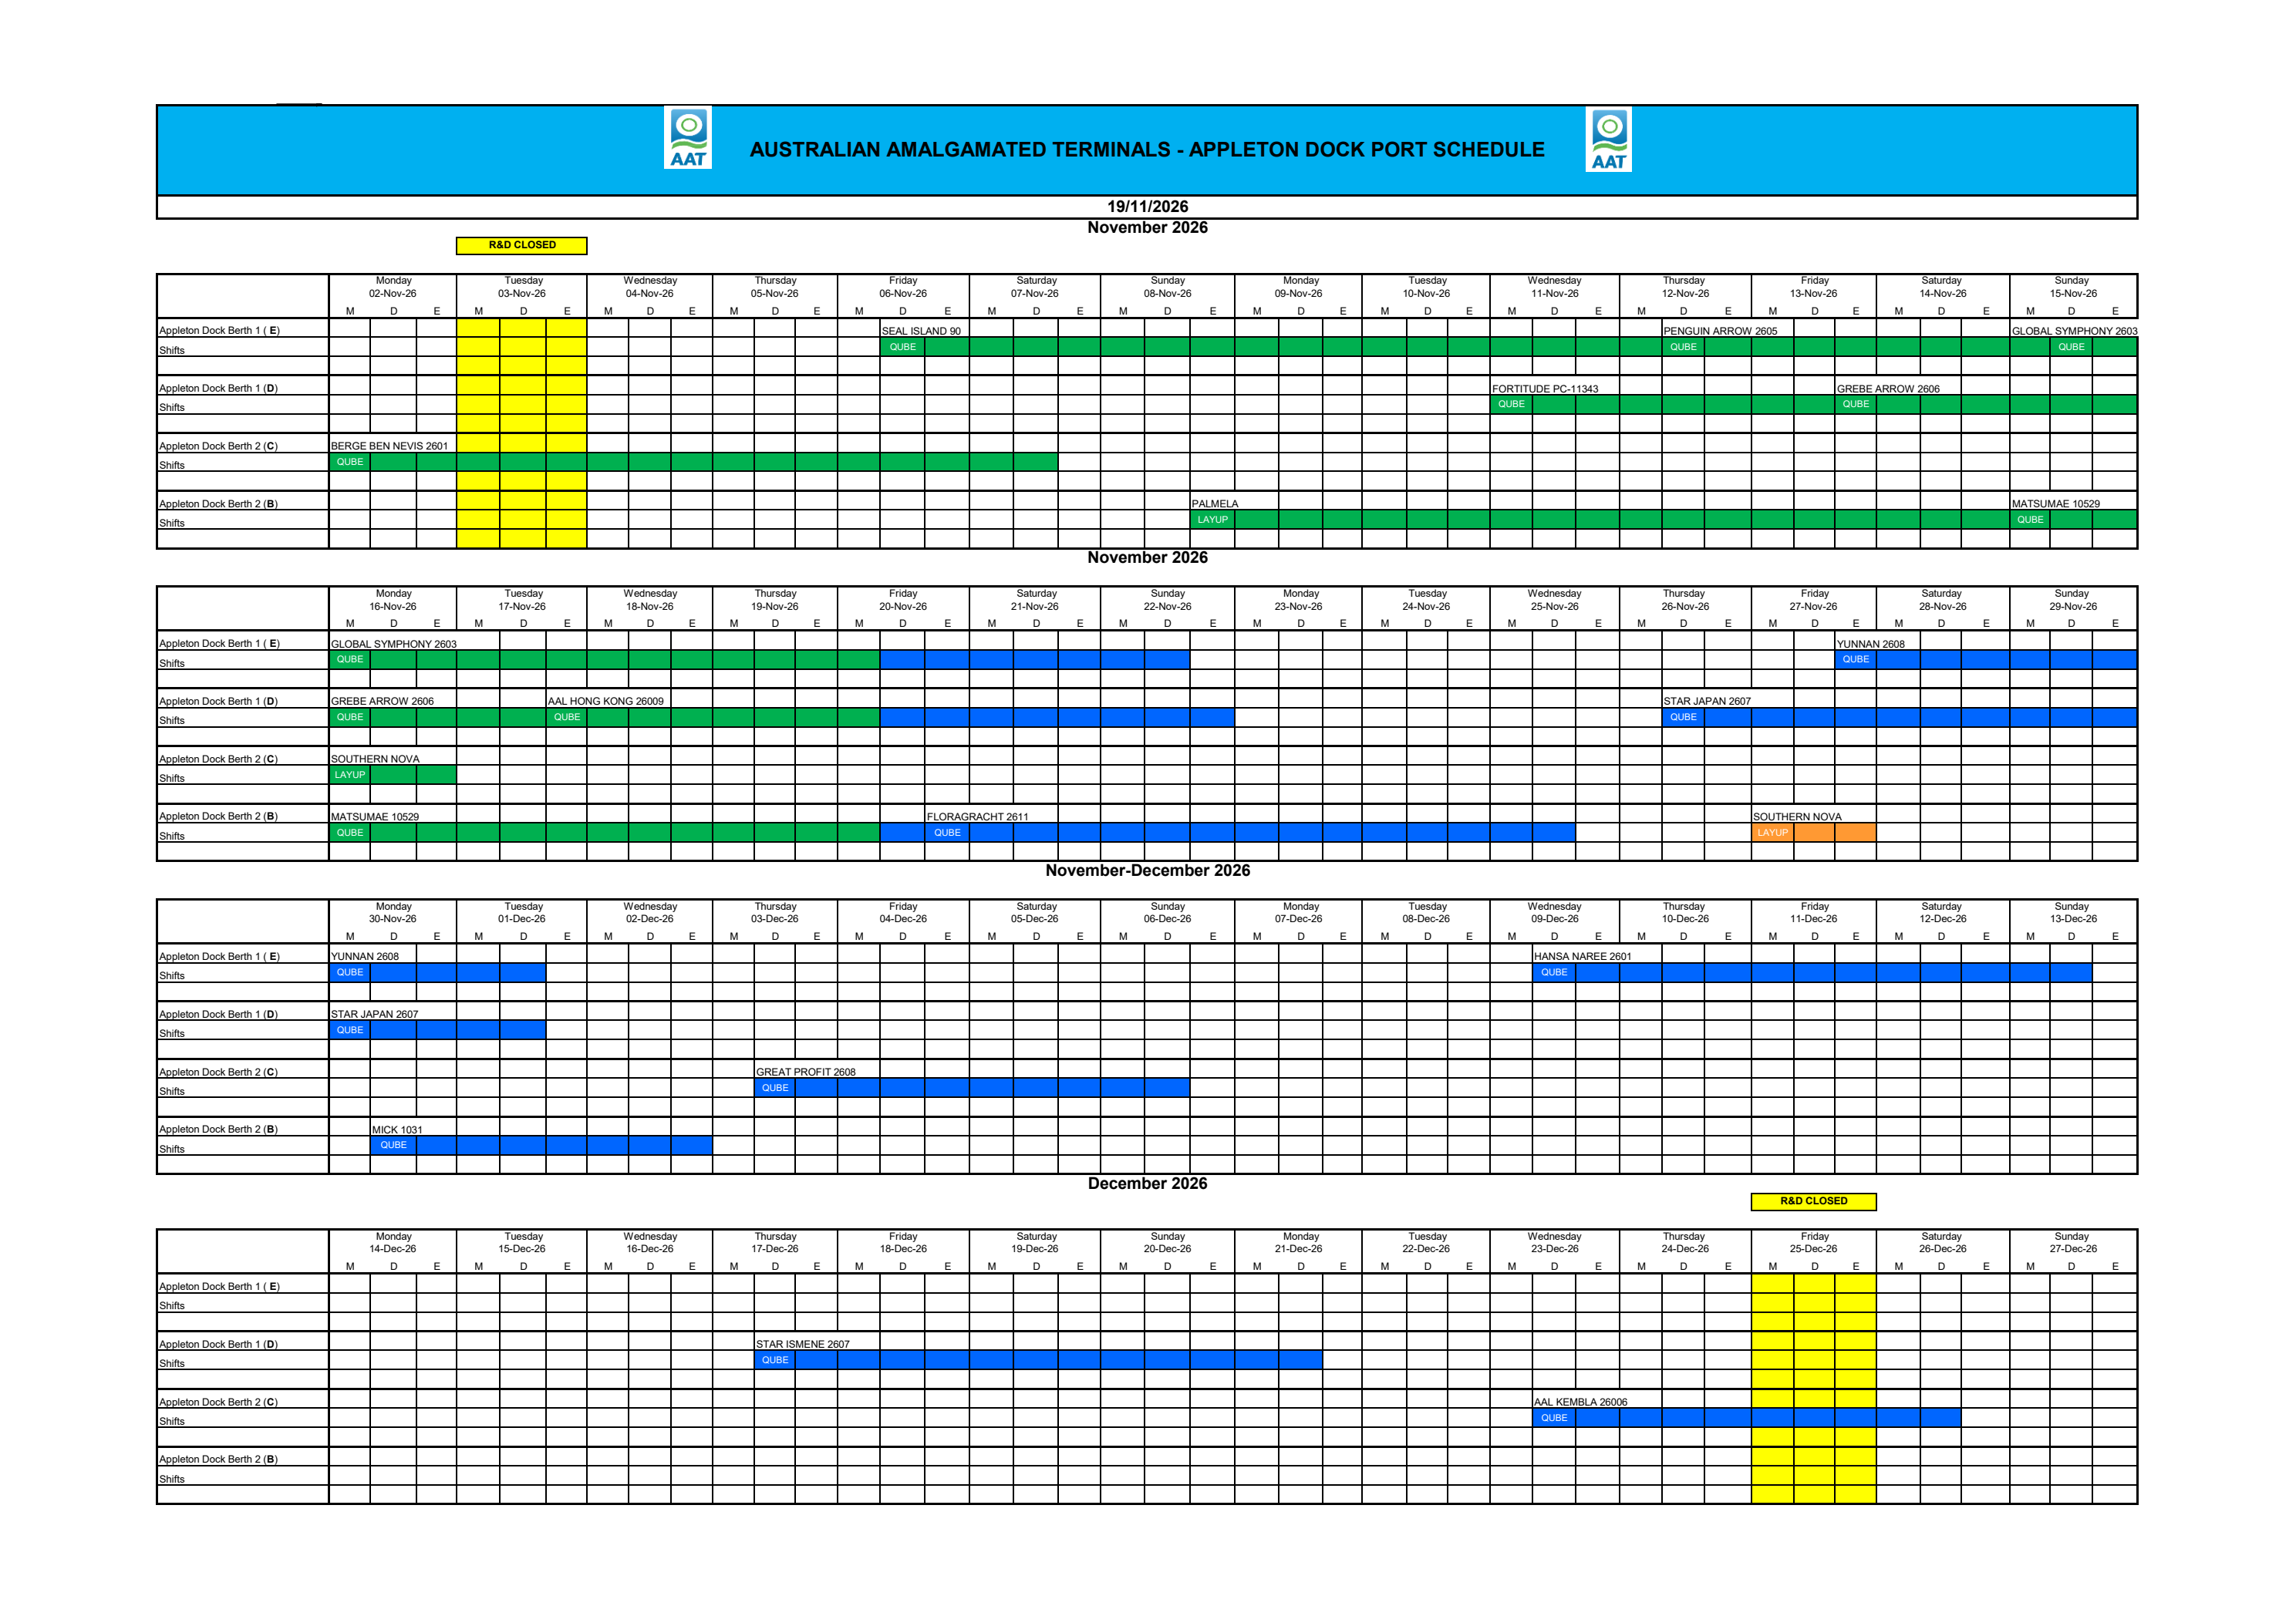 AAT
AUSTRALIAN AMALGAMATED TERMINALS - APPLETON DOCK PORT SCHEDULE
AAT
19/11/2026
November 2026
R&D CLOSED
Monday Tuesday Wednesday Thursday Friday Saturday Sunday Monday Tuesday Wednesday Thursday Friday Saturday Sunday
02-Nov-26 03-Nov-26 04-Nov-26 05-Nov-26 06-Nov-26 07-Nov-26 08-Nov-26 09-Nov-26 10-Nov-26 11-Nov-26 12-Nov-26 13-Nov-26 14-Nov-26 15-Nov-26
M D E M D E M D E M D E M D E M D E M D E M D E M D E M D E M D E M D E M D E M D E
Appleton Dock Berth 1 ( E) SEAL ISLAND 90 PENGUIN ARROW 2605 GLOBAL SYMPHONY 2603
Shifts QUBE QUBE QUBE
Appleton Dock Berth 1 (D) FORTITUDE PC-11343 GREBE ARROW 2606
Shifts QUBE QUBE
Appleton Dock Berth 2 (C) BERGE BEN NEVIS 2601
Shifts QUBE
Appleton Dock Berth 2 (B) PALMELA MATSUMAE 10529
Shifts LAYUP QUBE
November 2026
Monday Tuesday Wednesday Thursday Friday Saturday Sunday Monday Tuesday Wednesday Thursday Friday Saturday Sunday
16-Nov-26 17-Nov-26 18-Nov-26 19-Nov-26 20-Nov-26 21-Nov-26 22-Nov-26 23-Nov-26 24-Nov-26 25-Nov-26 26-Nov-26 27-Nov-26 28-Nov-26 29-Nov-26
M D E M D E M D E M D E M D E M D E M D E M D E M D E M D E M D E M D E M D E M D E
Appleton Dock Berth 1 ( E) GLOBAL SYMPHONY 2603 YUNNAN 2608
Shifts QUBE QUBE
Appleton Dock Berth 1 (D) GREBE ARROW 2606 AAL HONG KONG 26009 STAR JAPAN 2607
Shifts QUBE QUBE QUBE
Appleton Dock Berth 2 (C) SOUTHERN NOVA
Shifts LAYUP
Appleton Dock Berth 2 (B) MATSUMAE 10529 FLORAGRACHT 2611 SOUTHERN NOVA
Shifts QUBE QUBE LAYUP
November-December 2026
Monday Tuesday Wednesday Thursday Friday Saturday Sunday Monday Tuesday Wednesday Thursday Friday Saturday Sunday
30-Nov-26 01-Dec-26 02-Dec-26 03-Dec-26 04-Dec-26 05-Dec-26 06-Dec-26 07-Dec-26 08-Dec-26 09-Dec-26 10-Dec-26 11-Dec-26 12-Dec-26 13-Dec-26
M D E M D E M D E M D E M D E M D E M D E M D E M D E M D E M D E M D E M D E M D E
Appleton Dock Berth 1 ( E) YUNNAN 2608 HANSA NAREE 2601
Shifts QUBE QUBE
Appleton Dock Berth 1 (D) STAR JAPAN 2607
Shifts QUBE
Appleton Dock Berth 2 (C) GREAT PROFIT 2608
Shifts QUBE
Appleton Dock Berth 2 (B) MICK 1031
Shifts QUBE
December 2026
R&D CLOSED
Monday Tuesday Wednesday Thursday Friday Saturday Sunday Monday Tuesday Wednesday Thursday Friday Saturday Sunday
14-Dec-26 15-Dec-26 16-Dec-26 17-Dec-26 18-Dec-26 19-Dec-26 20-Dec-26 21-Dec-26 22-Dec-26 23-Dec-26 24-Dec-26 25-Dec-26 26-Dec-26 27-Dec-26
M D E M D E M D E M D E M D E M D E M D E M D E M D E M D E M D E M D E M D E M D E
Appleton Dock Berth 1 ( E)
Shifts
Appleton Dock Berth 1 (D) STAR ISMENE 2607
Shifts QUBE
Appleton Dock Berth 2 (C) AAL KEMBLA 26006
Shifts QUBE
Appleton Dock Berth 2 (B)
Shifts